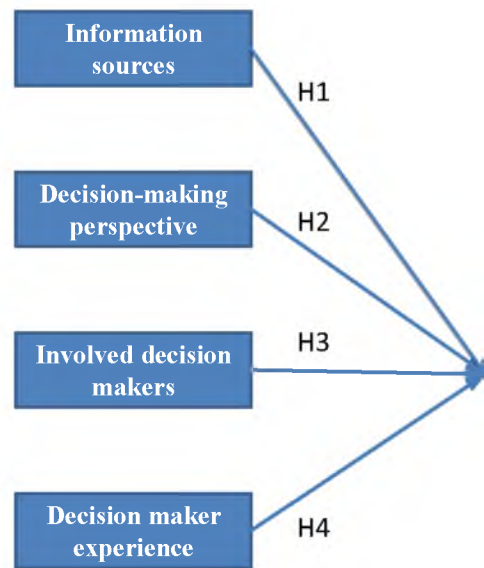 Information
sources
H1
Decision-making
perspective
H2
Involved decision
makers
H3
Decision maker
experience
H4